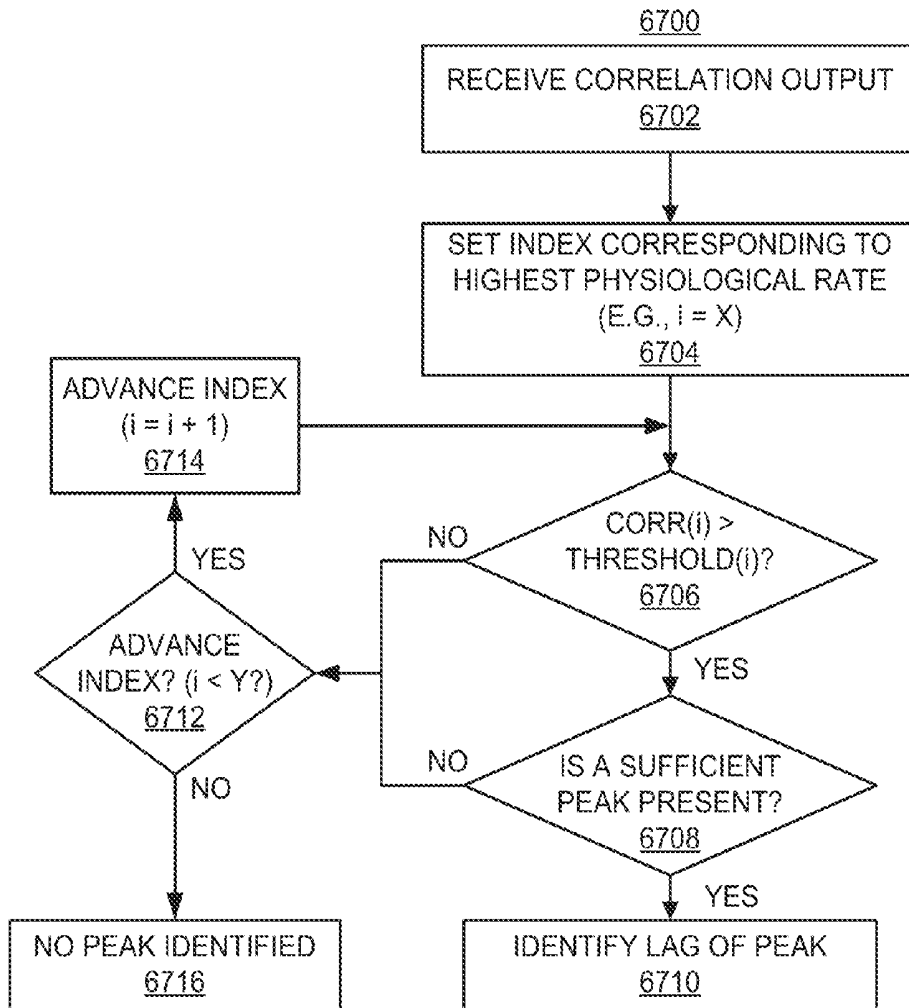 6700
RECEIVE CORRELATION OUTPUT
6702
SET INDEX CORRESPONDING TO
HIGHEST PHYSIOLOGICAL RATE
(E.G., i = X)
6704
ADVANCE INDEX
(i = i + 1)
6714
CORR(i) >
THRESHOLD(i)?
6706
NO
YES
YES
ADVANCE
INDEX? (i < Y?)
6712
NO
NO
IS A SUFFICIENT
PEAK PRESENT?
6708
YES
NO PEAK IDENTIFIED
6716
IDENTIFY LAG OF PEAK
6710